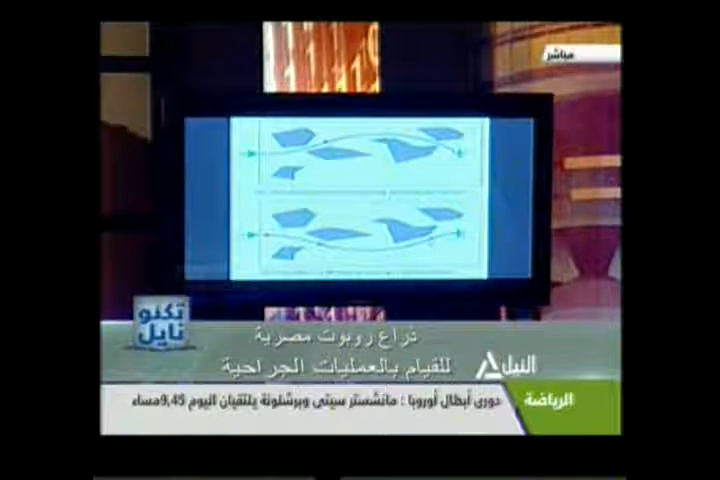 مباشر
تكنو
نايل
ذراع روبوت مصرية
للقيام بالعمليات الجراحية
النيل
الرياضة
دورى أبطال أوروبا : مانشستر سيتى وبرشلونة يلتقيان اليوم 9,45مساء